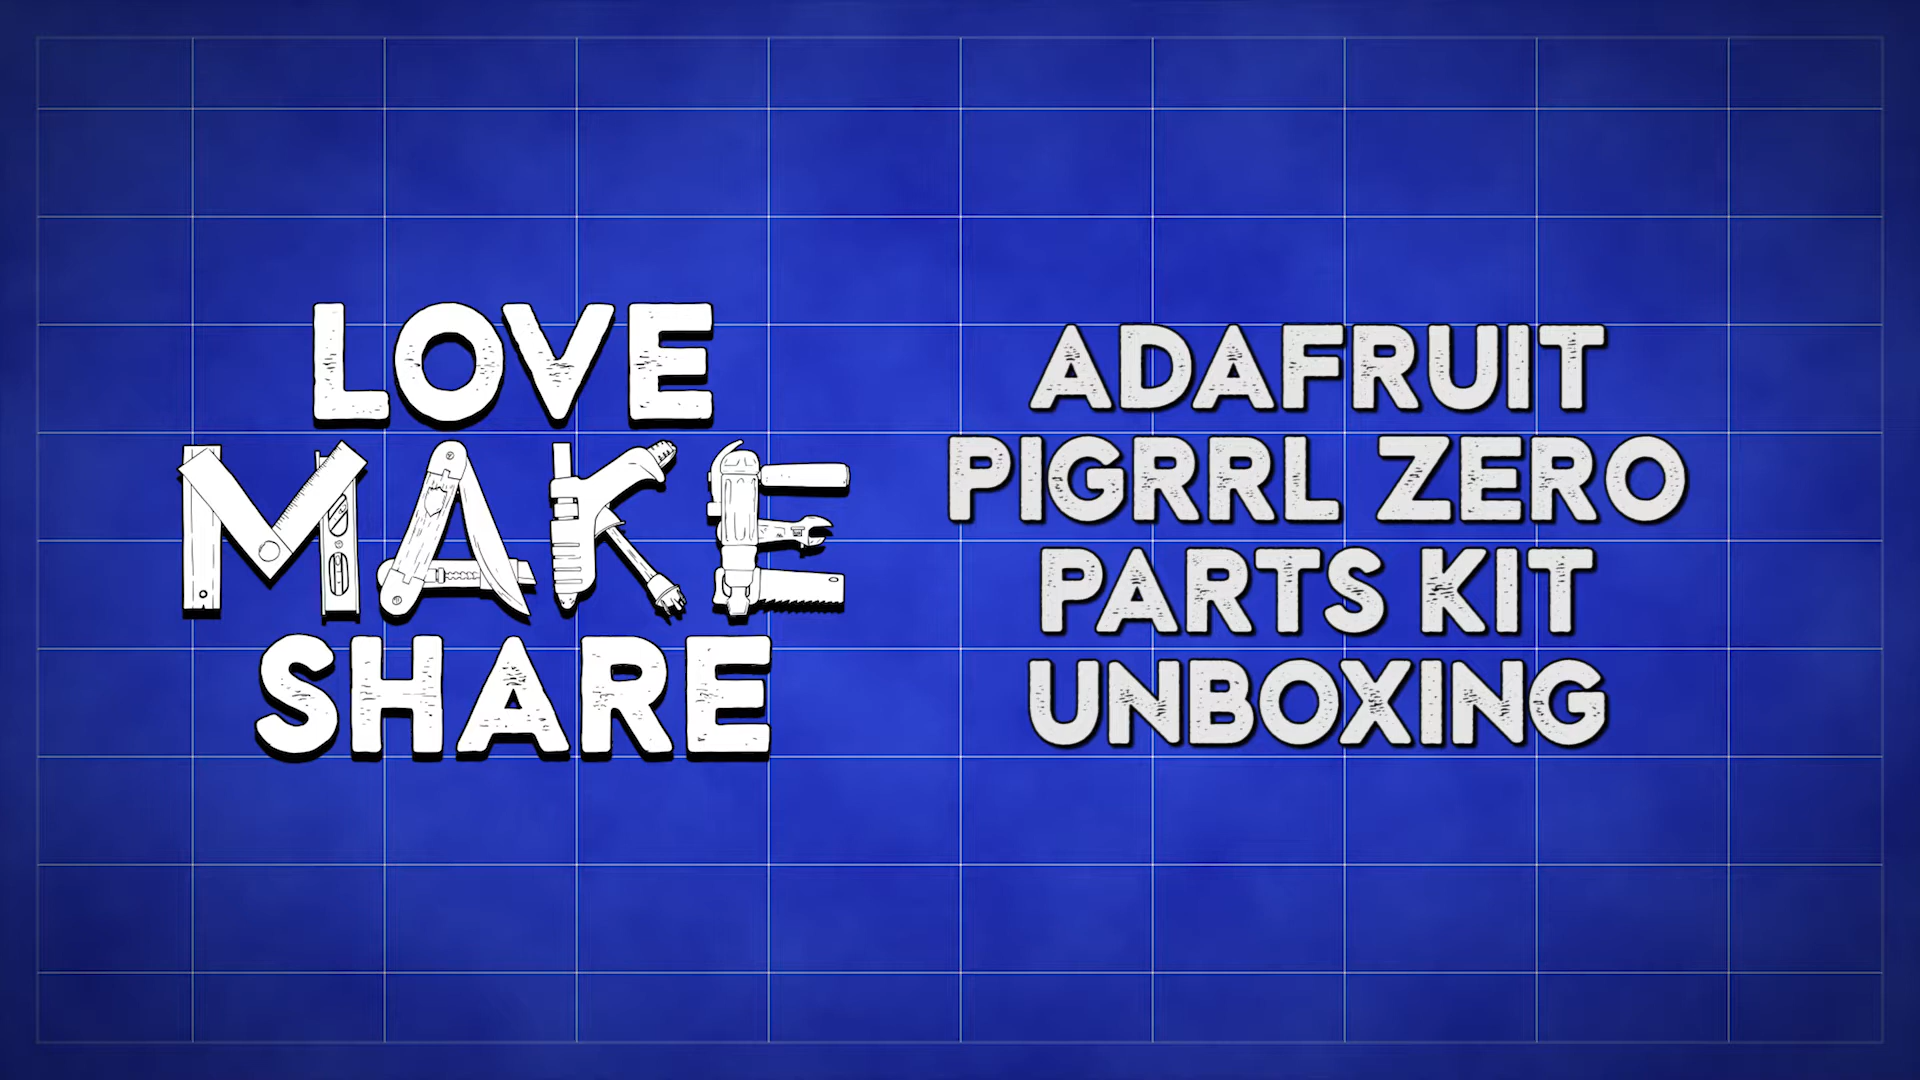 LOVE
MAKE
SHARE
ADAFRUIT
PIGRRL ZERO
PARTS KIT
UNBOXING